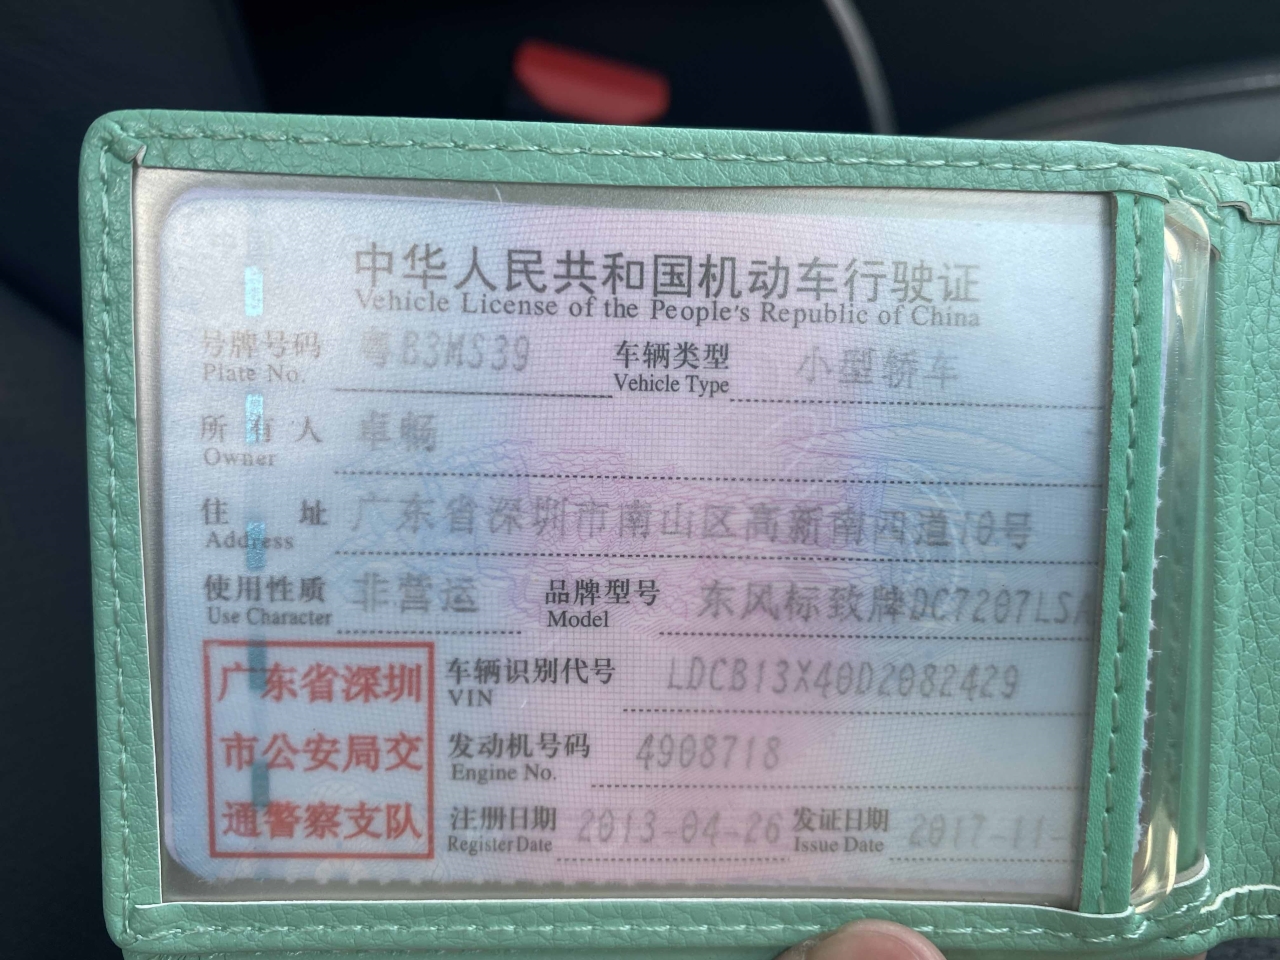 中华人民共和国机动车行驶证
Vehicle License of the People's Republic of China
号牌号码 粤B3MS39 车辆类型 小型轿车
Plate No. Vehicle Type
所有人 卓畅
Owner
住址 广东省深圳市南山区高新南四道18号
Address
使用性质 非营运 品牌型号 东风标致牌DC7207LSA
Use Character Model
广东省深圳
市公安局交
通警察支队
车辆识别代号 LDCB13X40D2082429
VIN
发动机号码 4908718
Engine No.
注册日期 2013-04-26 发证日期 2017-11-
Register Date Issue Date